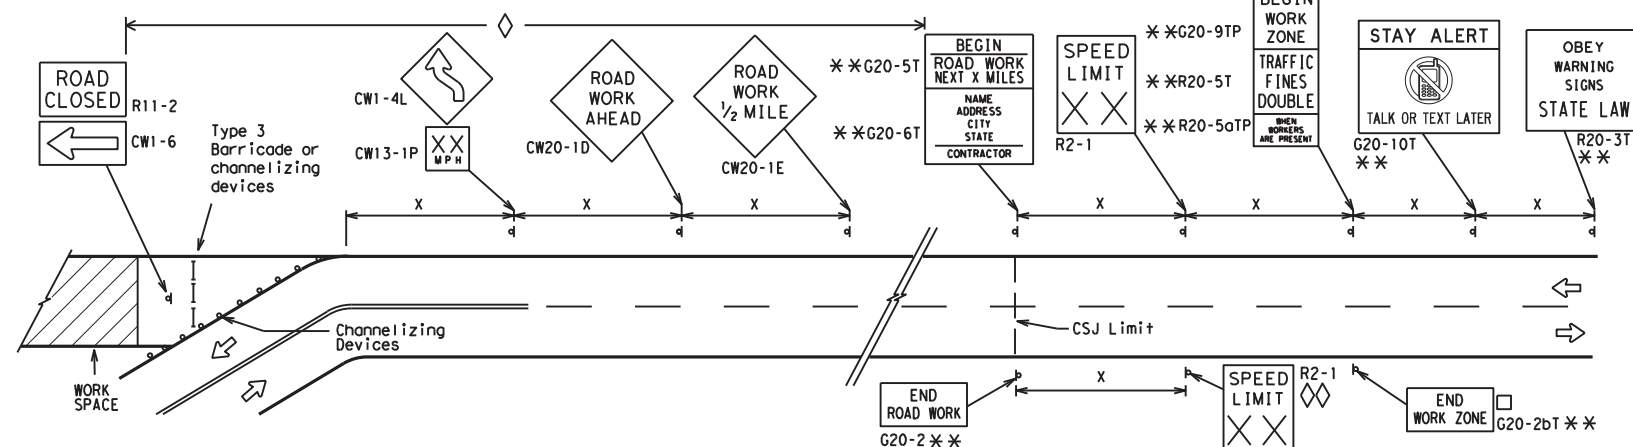 ROAD
CLOSED
R11-2
CW1-6
Type 3
Barricade or
channelizing
devices
CW1-4L
XX
MPH
CW13-1P
ROAD
WORK
AHEAD
CW20-1D
ROAD
WORK
1/2 MILE
CW20-1E
**G20-5T
BEGIN
ROAD WORK
NEXT X MILES
**G20-6T
NAME
ADDRESS
CITY
STATE
CONTRACTOR
SPEED
LIMIT
XX
R2-1
**G20-9TP
BEGIN
WORK
ZONE
**R20-5T
TRAFFIC
FINES
DOUBLE
**R20-5aTP
WHEN
WORKERS
ARE PRESENT
STAY ALERT
TALK OR TEXT LATER
G20-10T
**
OBEY
WARNING
SIGNS
STATE LAW
R20-3T
**
X
X
X
X
X
X
X
Channelizing
Devices
CSJ Limit
WORK
SPACE
X
END
ROAD WORK
G20-2**
SPEED
LIMIT
XX
R2-1
END
WORK ZONE
G20-2bT**